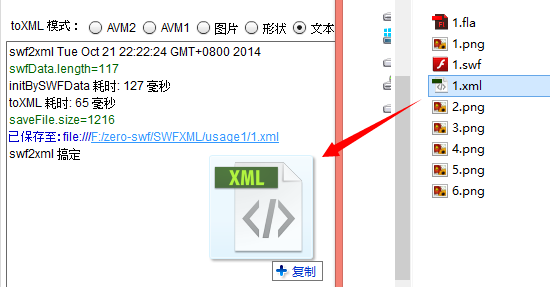 toXML 模式： AVM2 AVM1 图片 形状 文本
swf2xml Tue Oct 21 22:22:24 GMT+0800 2014
swfData.length=117
initBySWFData 耗时: 127 毫秒
toXML 耗时: 65 毫秒
saveFile.size=1216
已保存至:file:///F:/zero-swf/SWFXML/usage1/1.xml
swf2xml 搞定
XML
复制
1.fla
1.png
1.swf
1.xml
2.png
3.png
4.png
5.png
6.png